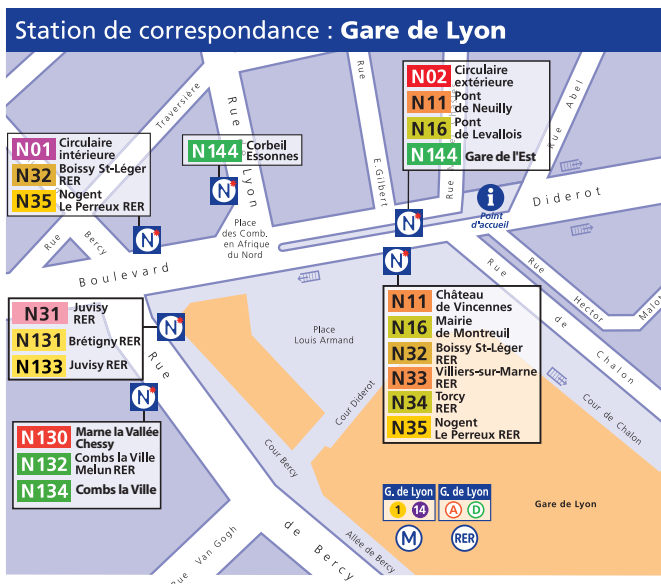 Station de correspondance : Gare de Lyon
N01 Circulaire
intérieure
N32 Boissy St-Léger
RER
N35 Nogent
Le Perreux RER
N144 Corbeil
Essonnes
N02 Circulaire
extérieure
N11 Pont
de Neuilly
N16 Pont
de Levallois
N144 Gare de l'Est
Rue
Traversière
Rue
Lyon
Rue
E.Gilbert
Rue
Rue Abel
Diderot
i
Point
d'accueil
N
N
N
N
Place
des Comb.
en Afrique
du Nord
Rue
Bercy
Boulevard
Rue
Hector
Malot
Rue
de
Chalon
N31 Juvisy
RER
N131 Brétigny RER
N133 Juvisy RER
N
Place
Louis Armand
N11 Château
de Vincennes
N16 Mairie
de Montreuil
N32 Boissy St-Léger
RER
N33 Villiers-sur-Marne
RER
N34 Torcy
RER
N35 Nogent
Le Perreux RER
Rue
N
N130 Marne la Vallée
Chessy
N132 Combs la Ville
Melun RER
N134 Combs la Ville
Cour Diderot
Cour de Chalon
Cour Bercy
G. de Lyon
1 14
M
G. de Lyon
A D
RER
Gare de Lyon
de Bercy
Allée de Bercy
Rue Van Gogh